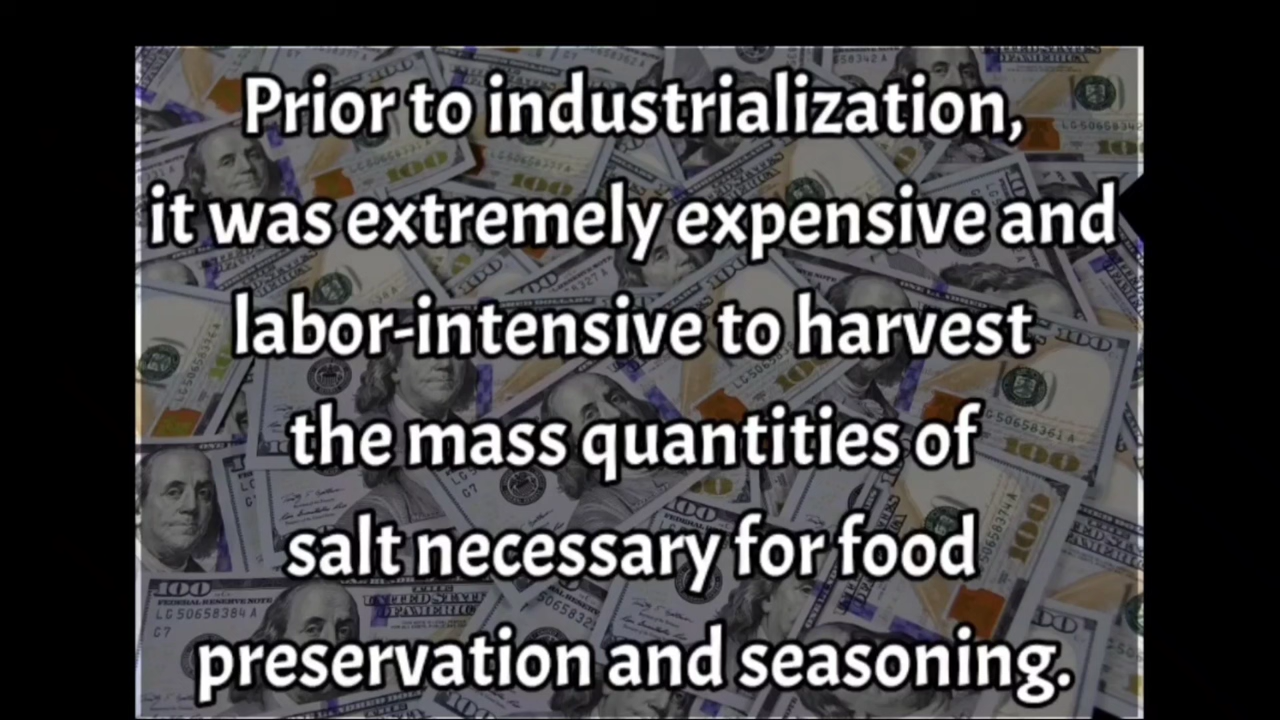 Prior to industrialization,
it was extremely expensive and
labor-intensive to harvest
the mass quantities of
salt necessary for food
preservation and seasoning.